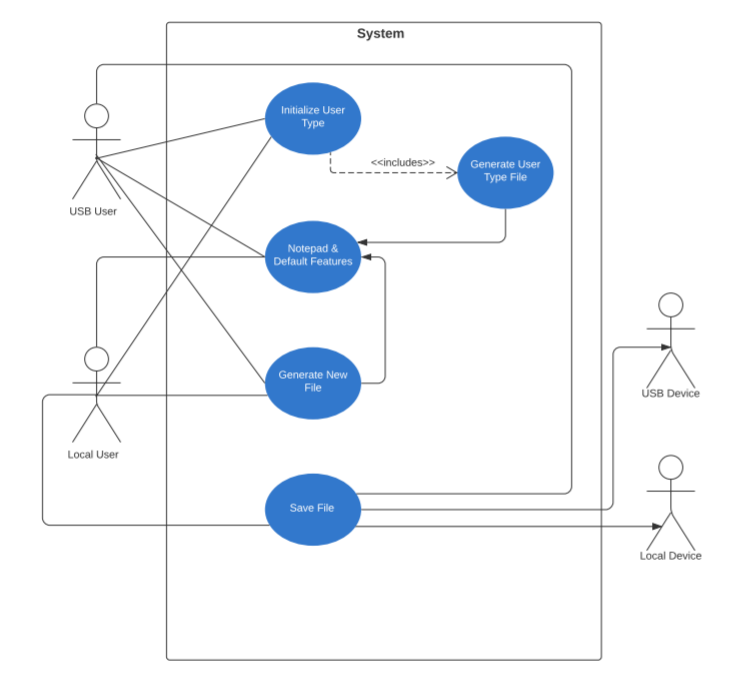 System
Initialize User
Type
<<includes>>
Generate User
Type File
USB User
Notepad &
Default Features
Generate New
File
USB Device
Local User
Save File
Local Device